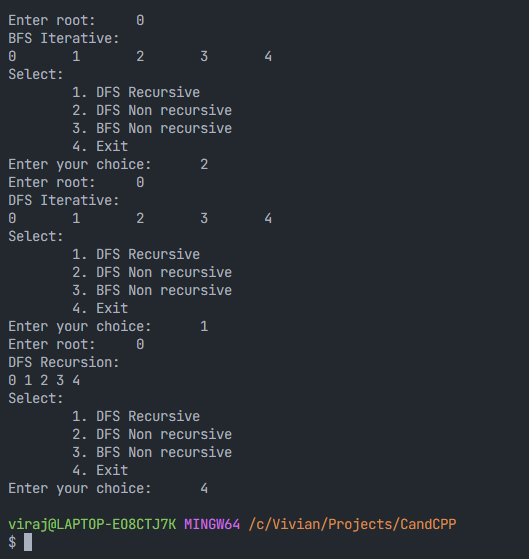 Enter root:     0
BFS Iterative:
0       1       2       3       4
Select:
        1. DFS Recursive
        2. DFS Non recursive
        3. BFS Non recursive
        4. Exit
Enter your choice:      2
Enter root:     0
DFS Iterative:
0       1       2       3       4
Select:
        1. DFS Recursive
        2. DFS Non recursive
        3. BFS Non recursive
        4. Exit
Enter your choice:      1
Enter root:     0
DFS Recursion:
0 1 2 3 4
Select:
        1. DFS Recursive
        2. DFS Non recursive
        3. BFS Non recursive
        4. Exit
Enter your choice:      4
viraj@LAPTOP-EO8CTJ7K MINGW64 /c/Vivian/Projects/CandCPP
$